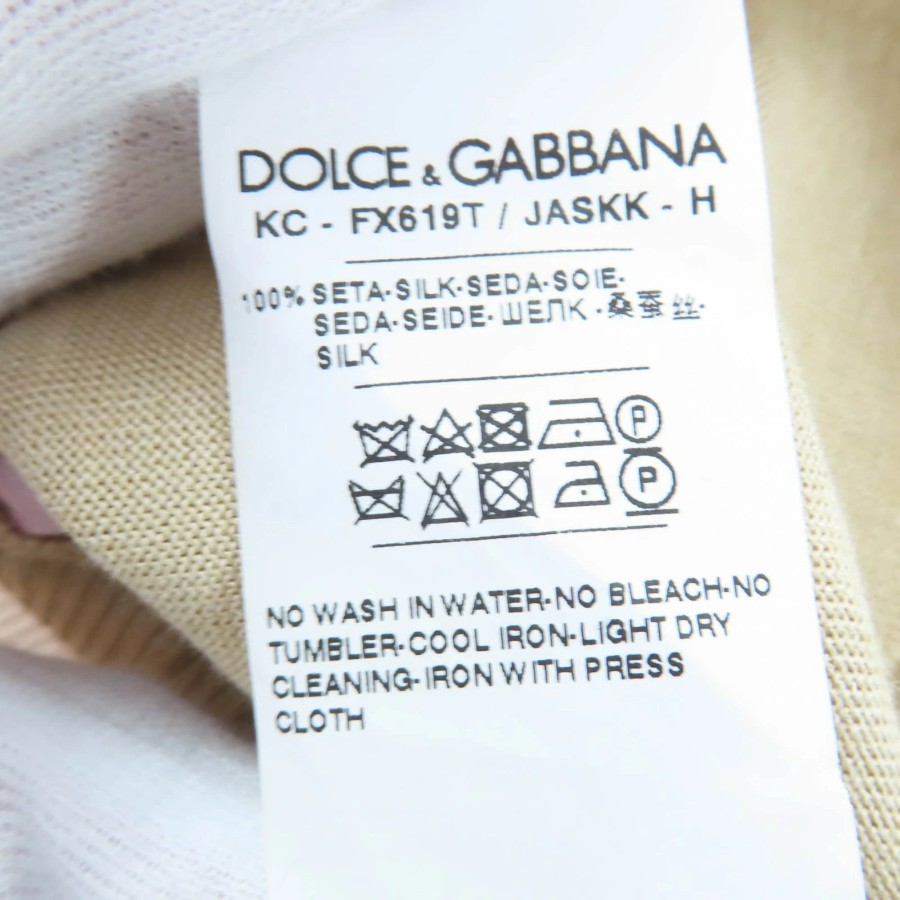 DOLCE & GABBANA
KC - FX619T / JASKK - H
100% SETA·SILK·SEDA·SOIE·
SEDA·SEIDE·ШЕЛК·桑蚕丝·
SILK
P
P
NO WASH IN WATER-NO BLEACH-NO
TUMBLER-COOL IRON-LIGHT DRY
CLEANING-IRON WITH PRESS
CLOTH